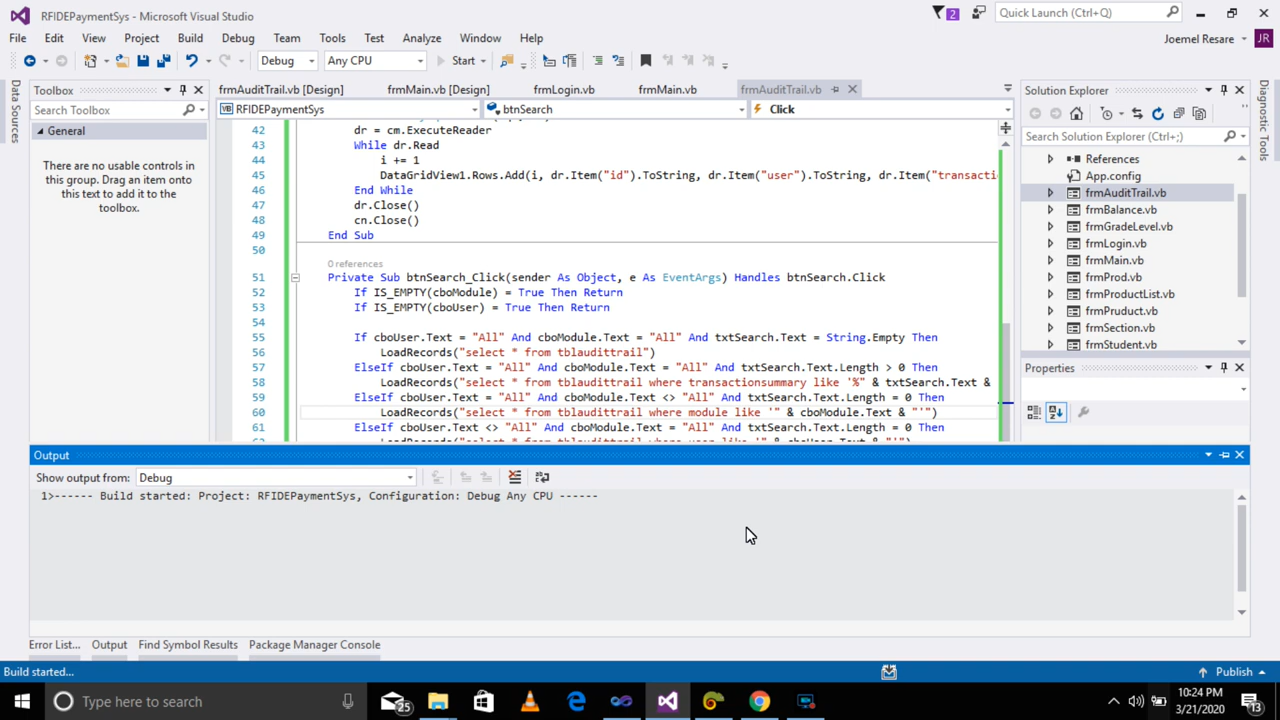 RFIDEPaymentSys - Microsoft Visual Studio
2
Quick Launch (Ctrl+Q)
File Edit View Project Build Debug Team Tools Test Analyze Window Help
Joemel Resare JR
Debug Any CPU Start
Data Sources
Toolbox
Search Toolbox
General
There are no usable controls in
this group. Drag an item onto
this text to add it to the
toolbox.
frmAuditTrail.vb [Design] frmMain.vb [Design] frmLogin.vb frmMain.vb frmAuditTrail.vb
RFIDEPaymentSys btnSearch Click
42 dr = cm.ExecuteReader
43 While dr.Read
44 i += 1
45 DataGridView1.Rows.Add(i, dr.Item("id").ToString, dr.Item("user").ToString, dr.Item("transacti
46 End While
47 dr.Close()
48 cn.Close()
49 End Sub
50
0 references
51 Private Sub btnSearch_Click(sender As Object, e As EventArgs) Handles btnSearch.Click
52 If IS_EMPTY(cboModule) = True Then Return
53 If IS_EMPTY(cboUser) = True Then Return
54
55 If cboUser.Text = "All" And cboModule.Text = "All" And txtSearch.Text = String.Empty Then
56 LoadRecords("select * from tblaudittrail")
57 ElseIf cboUser.Text = "All" And cboModule.Text = "All" And txtSearch.Text.Length > 0 Then
58 LoadRecords("select * from tblaudittrail where transactionsummary like '%" & txtSearch.Text &
59 ElseIf cboUser.Text = "All" And cboModule.Text <> "All" And txtSearch.Text.Length = 0 Then
60 LoadRecords("select * from tblaudittrail where module like '" & cboModule.Text & "'")
61 ElseIf cboUser.Text <> "All" And cboModule.Text = "All" And txtSearch.Text.Length = 0 Then
Solution Explorer
Search Solution Explorer (Ctrl+;)
References
App.config
frmAuditTrail.vb
frmBalance.vb
frmGradeLevel.vb
frmLogin.vb
frmMain.vb
frmProd.vb
frmProductList.vb
frmPruduct.vb
frmSection.vb
frmStudent.vb
Properties
Diagnostic Tools
Output
Show output from: Debug
1>------ Build started: Project: RFIDEPaymentSys, Configuration: Debug Any CPU ------
Error List... Output Find Symbol Results Package Manager Console
Build started... Publish
Type here to search
25
10:24 PM
3/21/2020
13